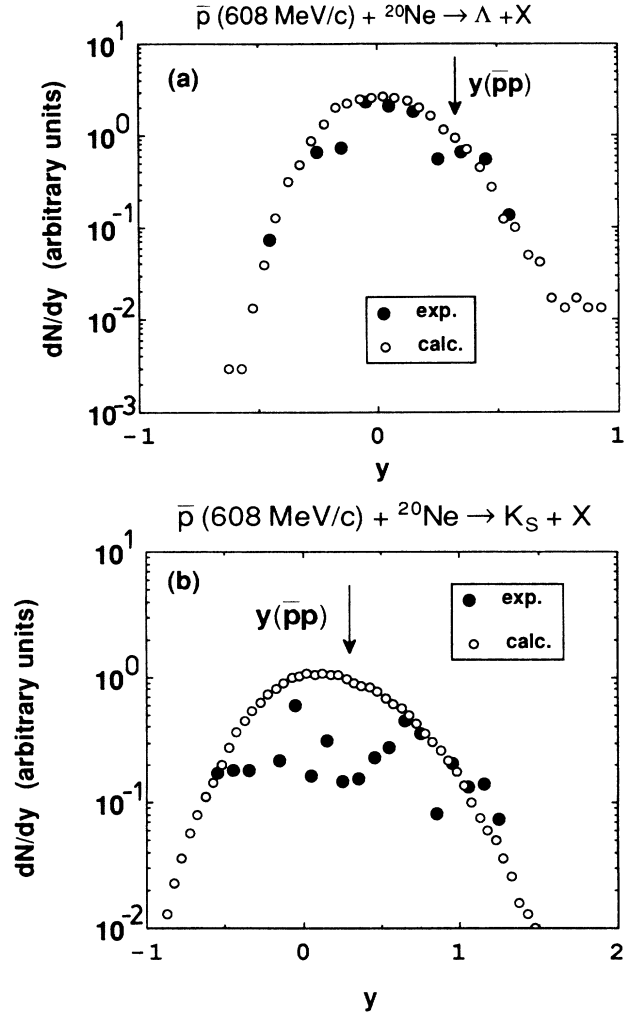 p̅ (608 MeV/c) + ²⁰Ne → Λ +X
(a)
y(p̅p)
10¹
10⁰
10⁻¹
10⁻²
10⁻³
dN/dy (arbitrary units)
exp.
calc.
-1 0 1
y
p̅ (608 MeV/c) + ²⁰Ne → K_S + X
(b)
y(p̅p)
exp.
calc.
10¹
10⁰
10⁻¹
10⁻²
dN/dy (arbitrary units)
-1 0 1 2
y